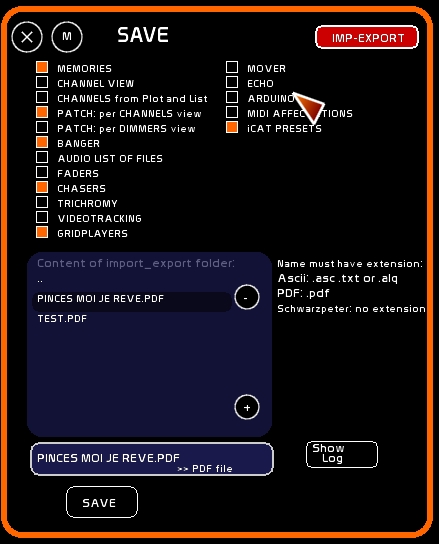 M
SAVE
IMP-EXPORT
MEMORIES
CHANNEL VIEW
CHANNELS from Plot and List
PATCH: per CHANNELS view
PATCH: per DIMMERS view
BANGER
AUDIO LIST OF FILES
FADERS
CHASERS
TRICHROMY
VIDEOTRACKING
GRIDPLAYERS
MOVER
ECHO
ARDUINO
MIDI
iCAT PRESETS
Content of import_export folder:
..
PINCES MOI JE REVE.PDF
-
TEST.PDF
+
Name must have extension:
Ascii: .asc .txt or .alq
PDF: .pdf
Schwarzpeter: no extension
PINCES MOI JE REVE.PDF
>> PDF file
Show
Log
SAVE